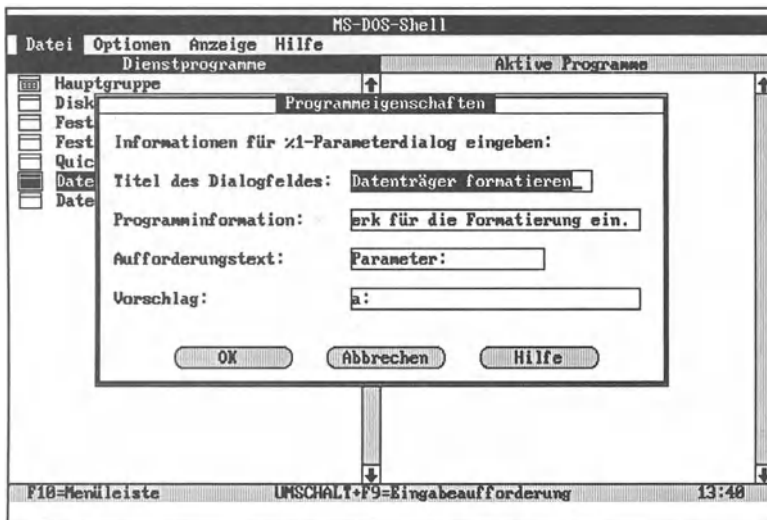 MS-DOS-Shell
Datei Optionen Anzeige Hilfe
Dienstprogramme Aktive Programme
Hauptgruppe
Disk
Fest
Fest
Quic
Date
Date
Programmeigenschaften
Informationen für %1-Parameterdialog eingeben:
Titel des Dialogfeldes: Datenträger formatieren_
Programminformation: erk für die Formatierung ein.
Aufforderungstext: Parameter:
Vorschlag: a:
OK Abbrechen Hilfe
F10=Menüleiste UMSCHALT+F9=Eingabeaufforderung 13:40